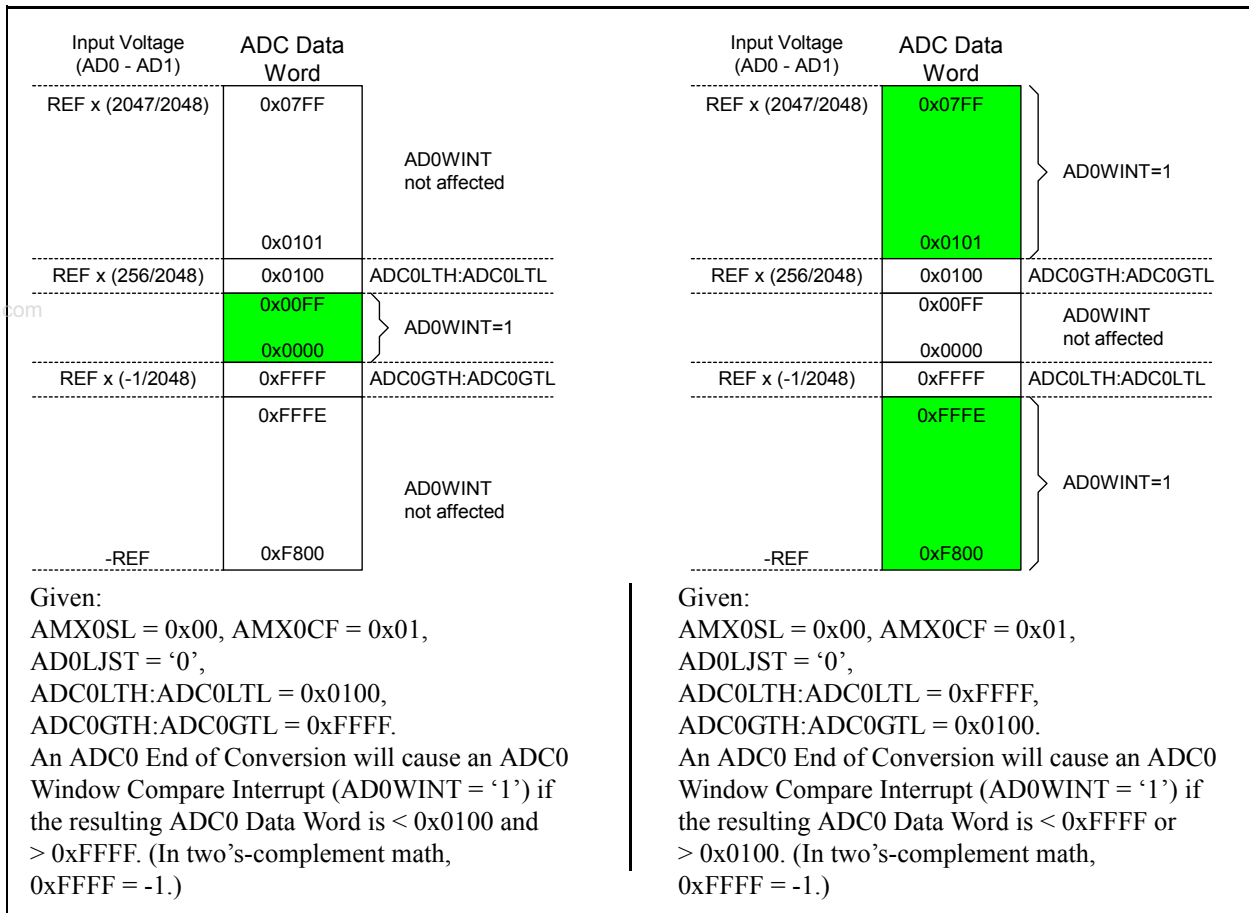 Input Voltage
(AD0 - AD1)
ADC Data
Word
REF x (2047/2048)
0x07FF
AD0WINT
not affected
0x0101
REF x (256/2048)
0x0100
ADC0LTH:ADC0LTL
0x00FF
AD0WINT=1
0x0000
REF x (-1/2048)
0xFFFF
ADC0GTH:ADC0GTL
0xFFFE
AD0WINT
not affected
-REF
0xF800
Given:
AMX0SL = 0x00, AMX0CF = 0x01,
AD0LJST = ‘0’,
ADC0LTH:ADC0LTL = 0x0100,
ADC0GTH:ADC0GTL = 0xFFFF.
An ADC0 End of Conversion will cause an ADC0
Window Compare Interrupt (AD0WINT = ‘1’) if
the resulting ADC0 Data Word is < 0x0100 and
> 0xFFFF. (In two’s-complement math,
0xFFFF = -1.)
Input Voltage
(AD0 - AD1)
ADC Data
Word
REF x (2047/2048)
0x07FF
AD0WINT=1
0x0101
REF x (256/2048)
0x0100
ADC0GTH:ADC0GTL
0x00FF
AD0WINT
not affected
0x0000
REF x (-1/2048)
0xFFFF
ADC0LTH:ADC0LTL
0xFFFE
AD0WINT=1
-REF
0xF800
Given:
AMX0SL = 0x00, AMX0CF = 0x01,
AD0LJST = ‘0’,
ADC0LTH:ADC0LTL = 0xFFFF,
ADC0GTH:ADC0GTL = 0x0100.
An ADC0 End of Conversion will cause an ADC0
Window Compare Interrupt (AD0WINT = ‘1’) if
the resulting ADC0 Data Word is < 0xFFFF or
> 0x0100. (In two’s-complement math,
0xFFFF = -1.)
com